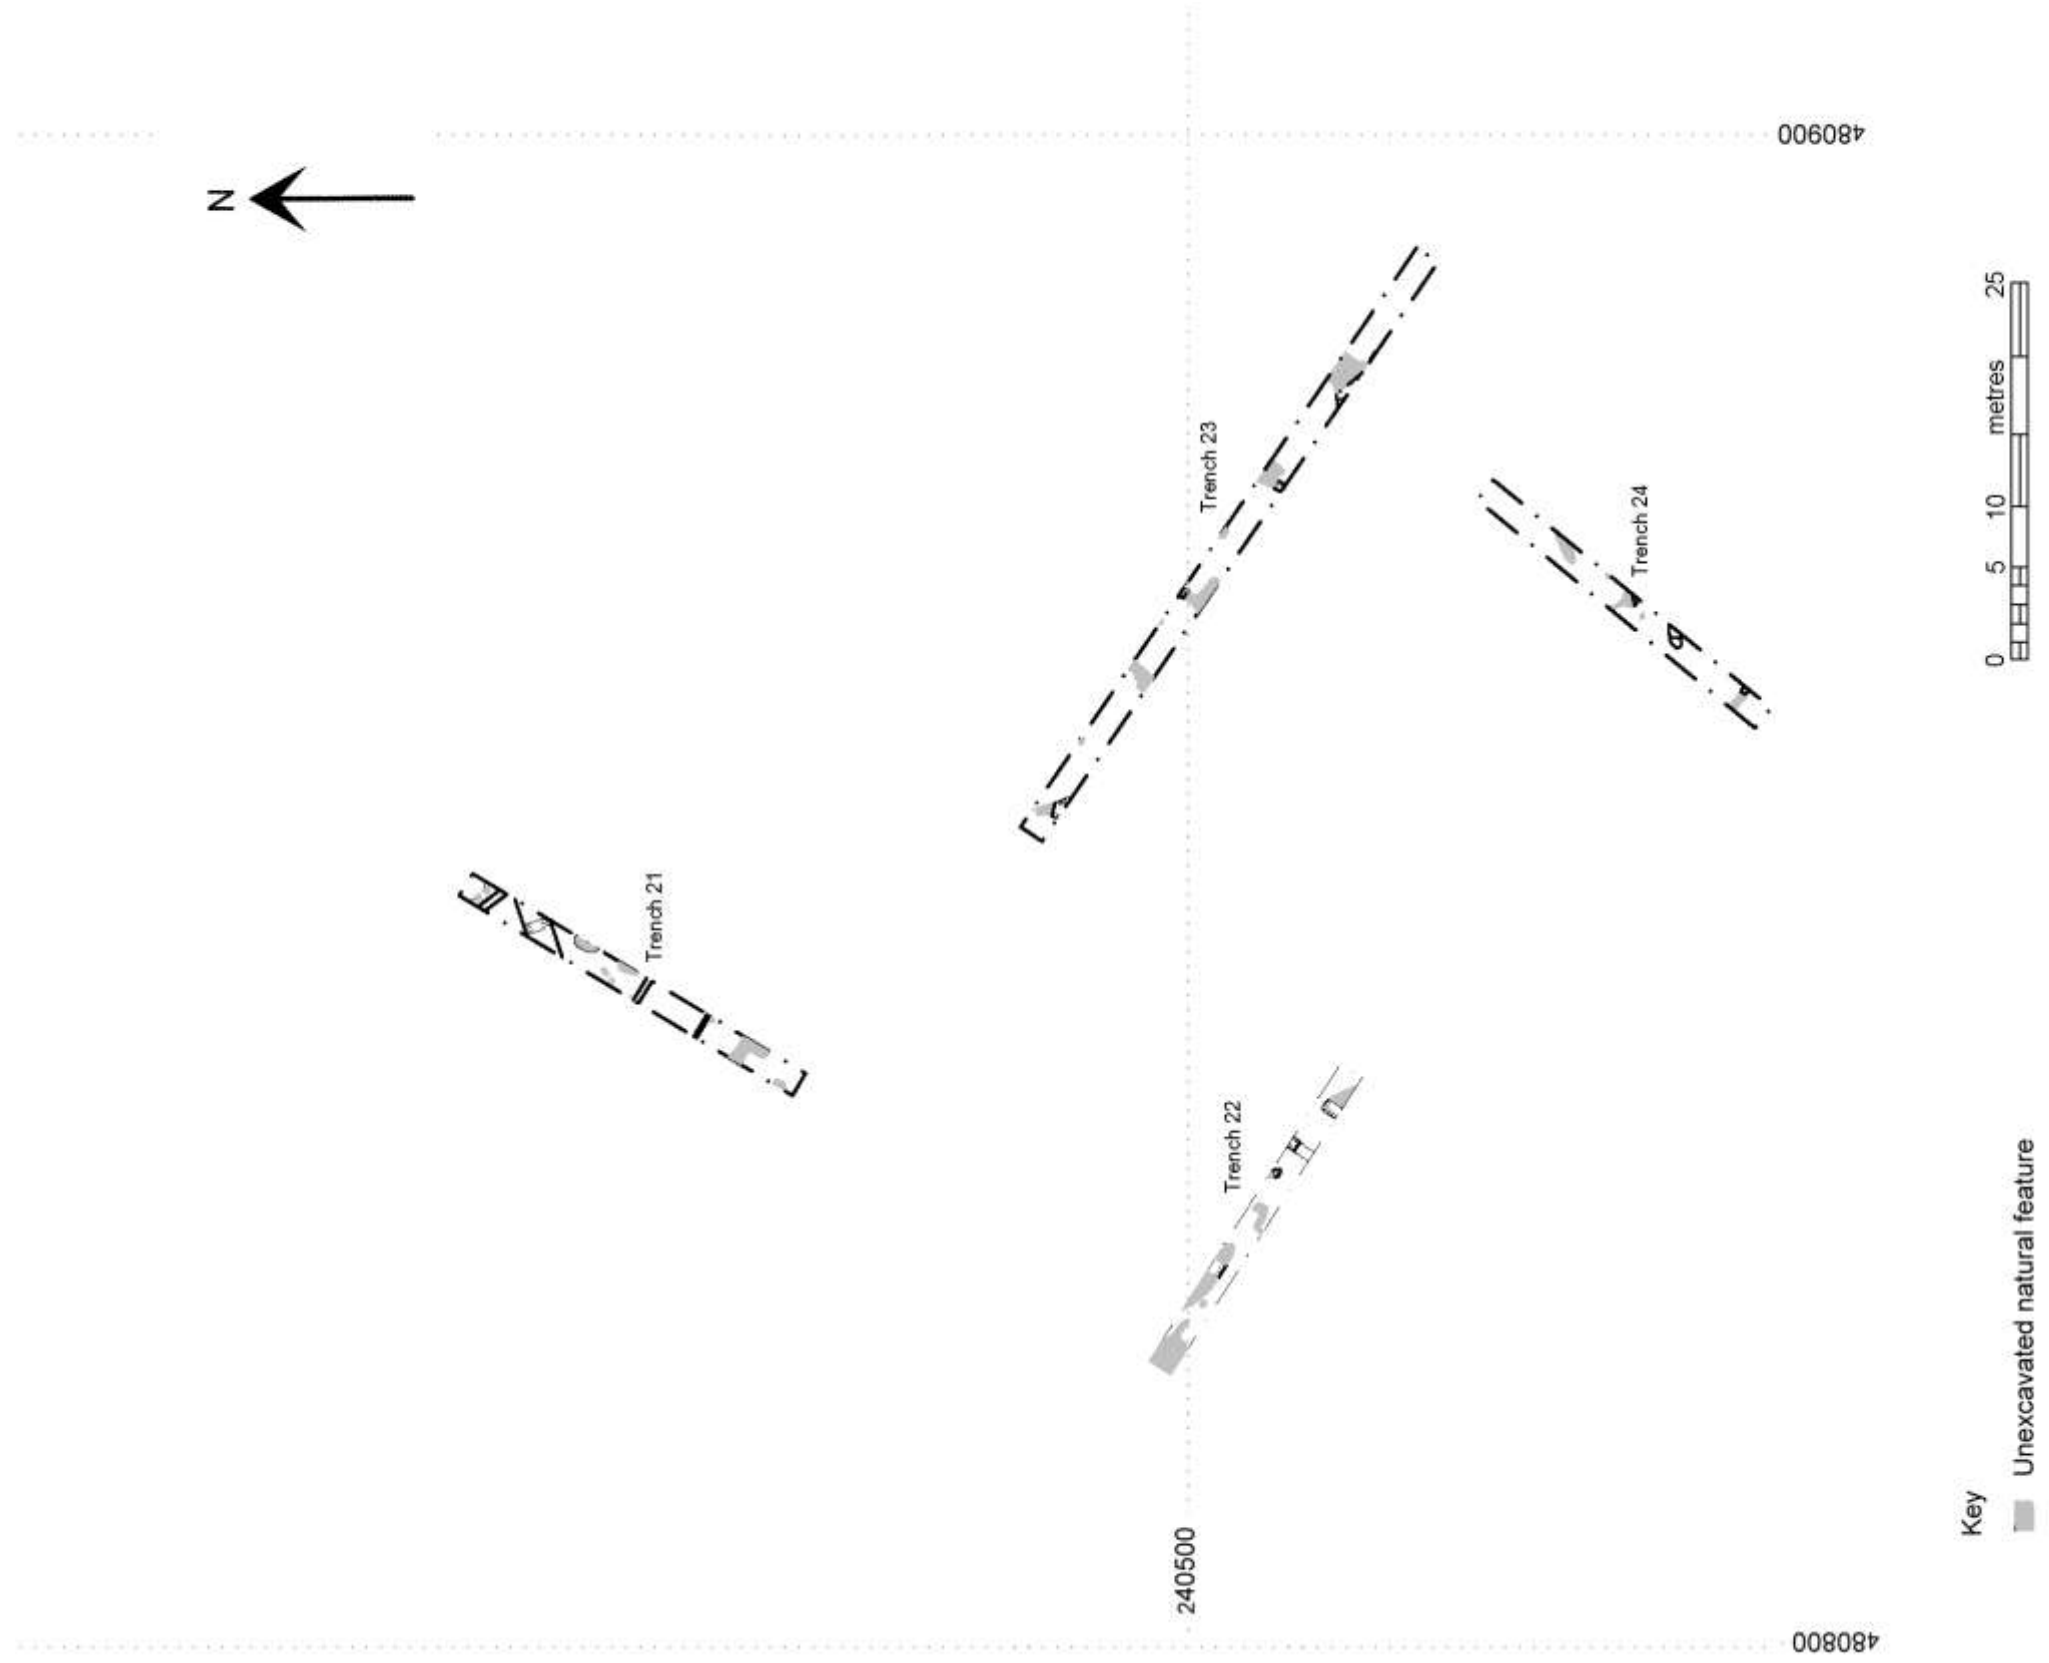 N
480900
Trench 23
Trench 24
Trench 21
Trench 22
240500
480800
0 5 10 metres 25
Key
Unexcavated natural feature